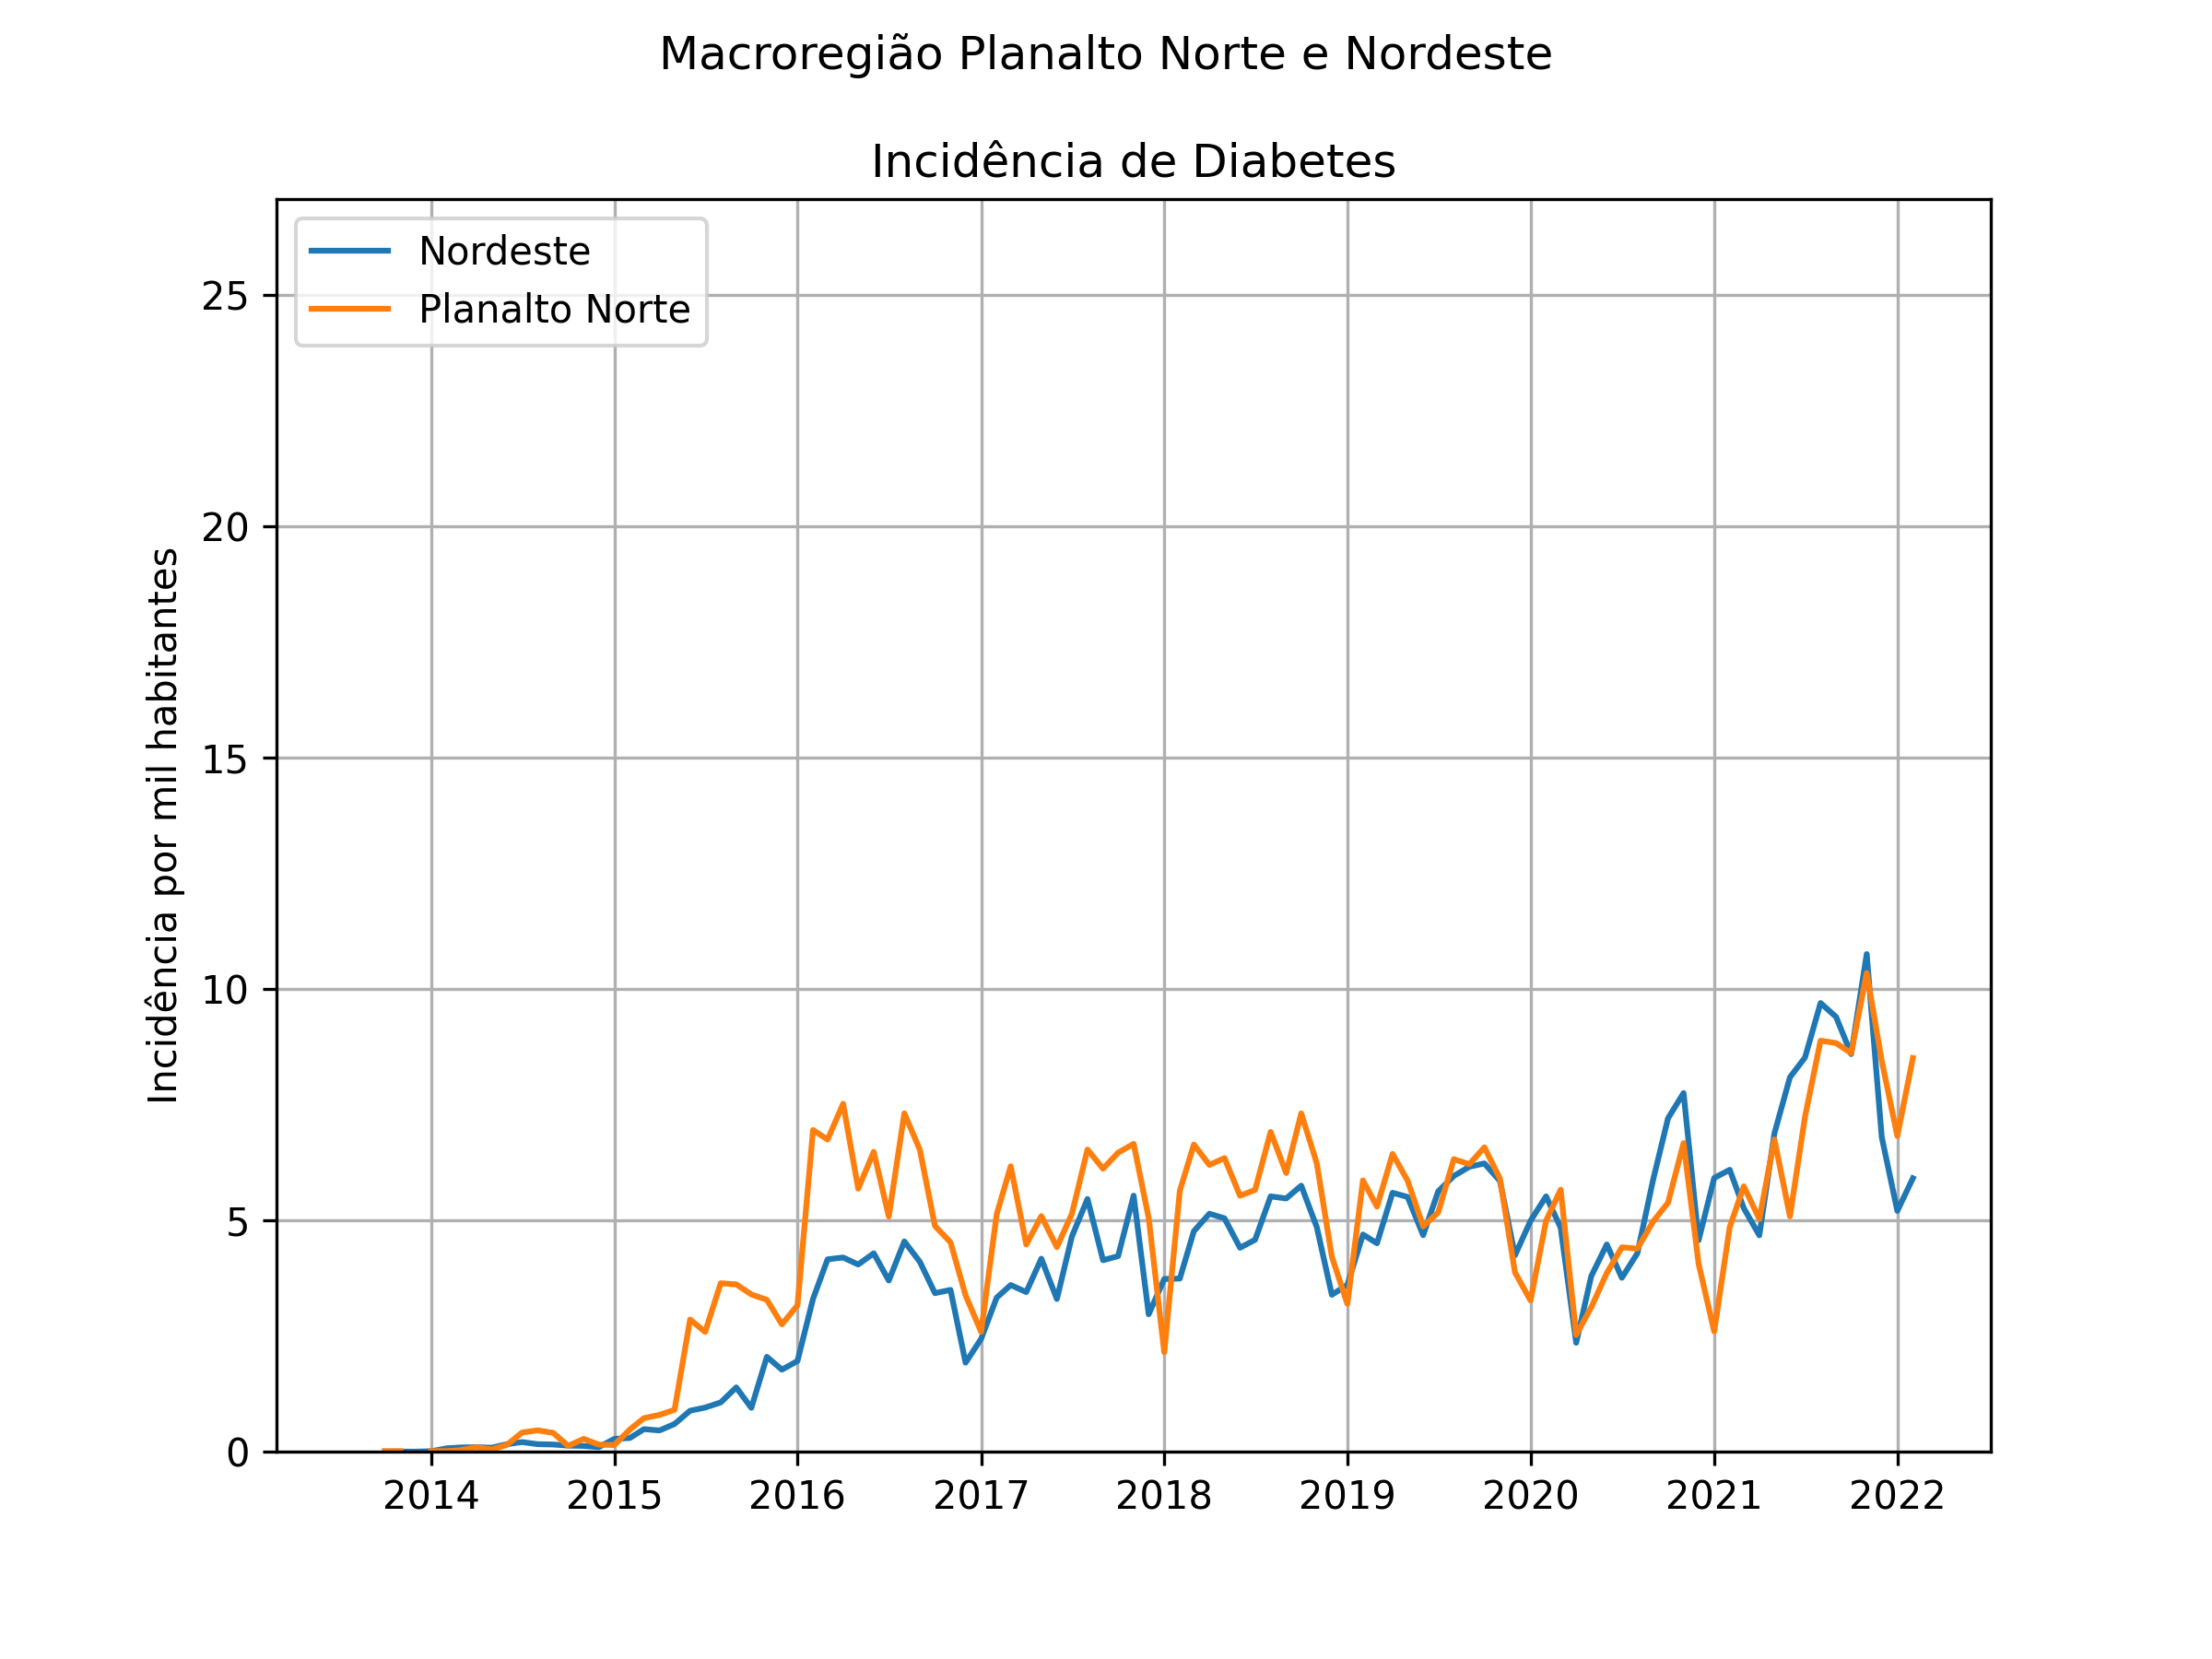 Macroregião Planalto Norte e Nordeste
Incidência de Diabetes
Nordeste
Planalto Norte
Incidência por mil habitantes
25
20
15
10
5
0
2014 2015 2016 2017 2018 2019 2020 2021 2022